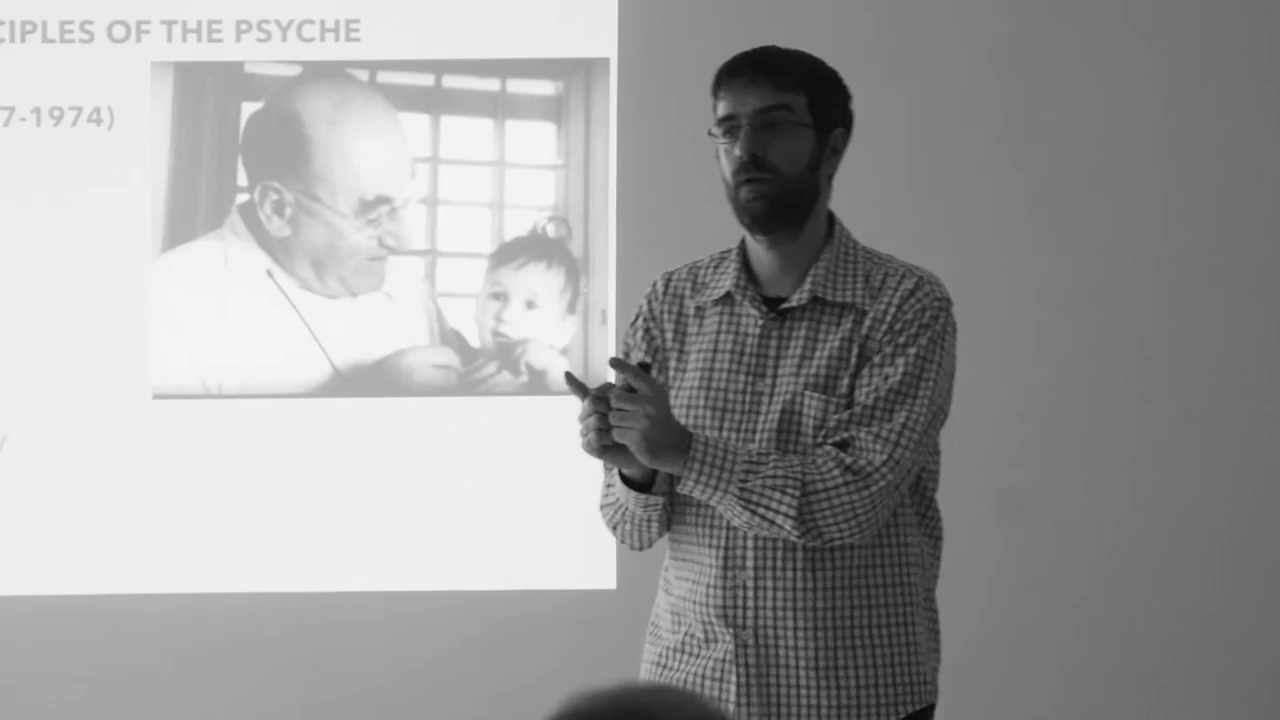 CIPLES OF THE PSYCHE
7-1974)